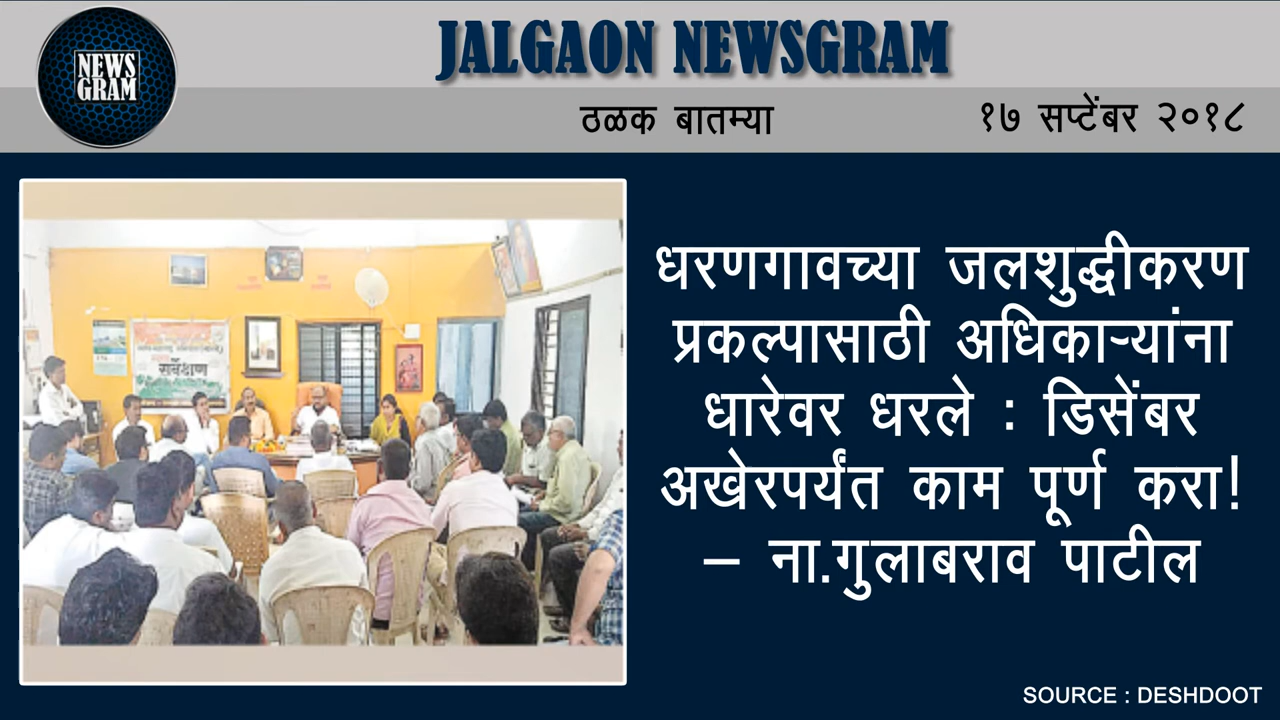 NEWS
GRAM
JALGAON NEWSGRAM
ठळक बातम्या
१७ सप्टेंबर २०१८
धरणगावच्या जलशुद्धीकरण
प्रकल्पासाठी अधिकाऱ्यांना
धारेवर धरले : डिसेंबर
अखेरपर्यंत काम पूर्ण करा!
– ना.गुलाबराव पाटील
SOURCE : DESHDOOT